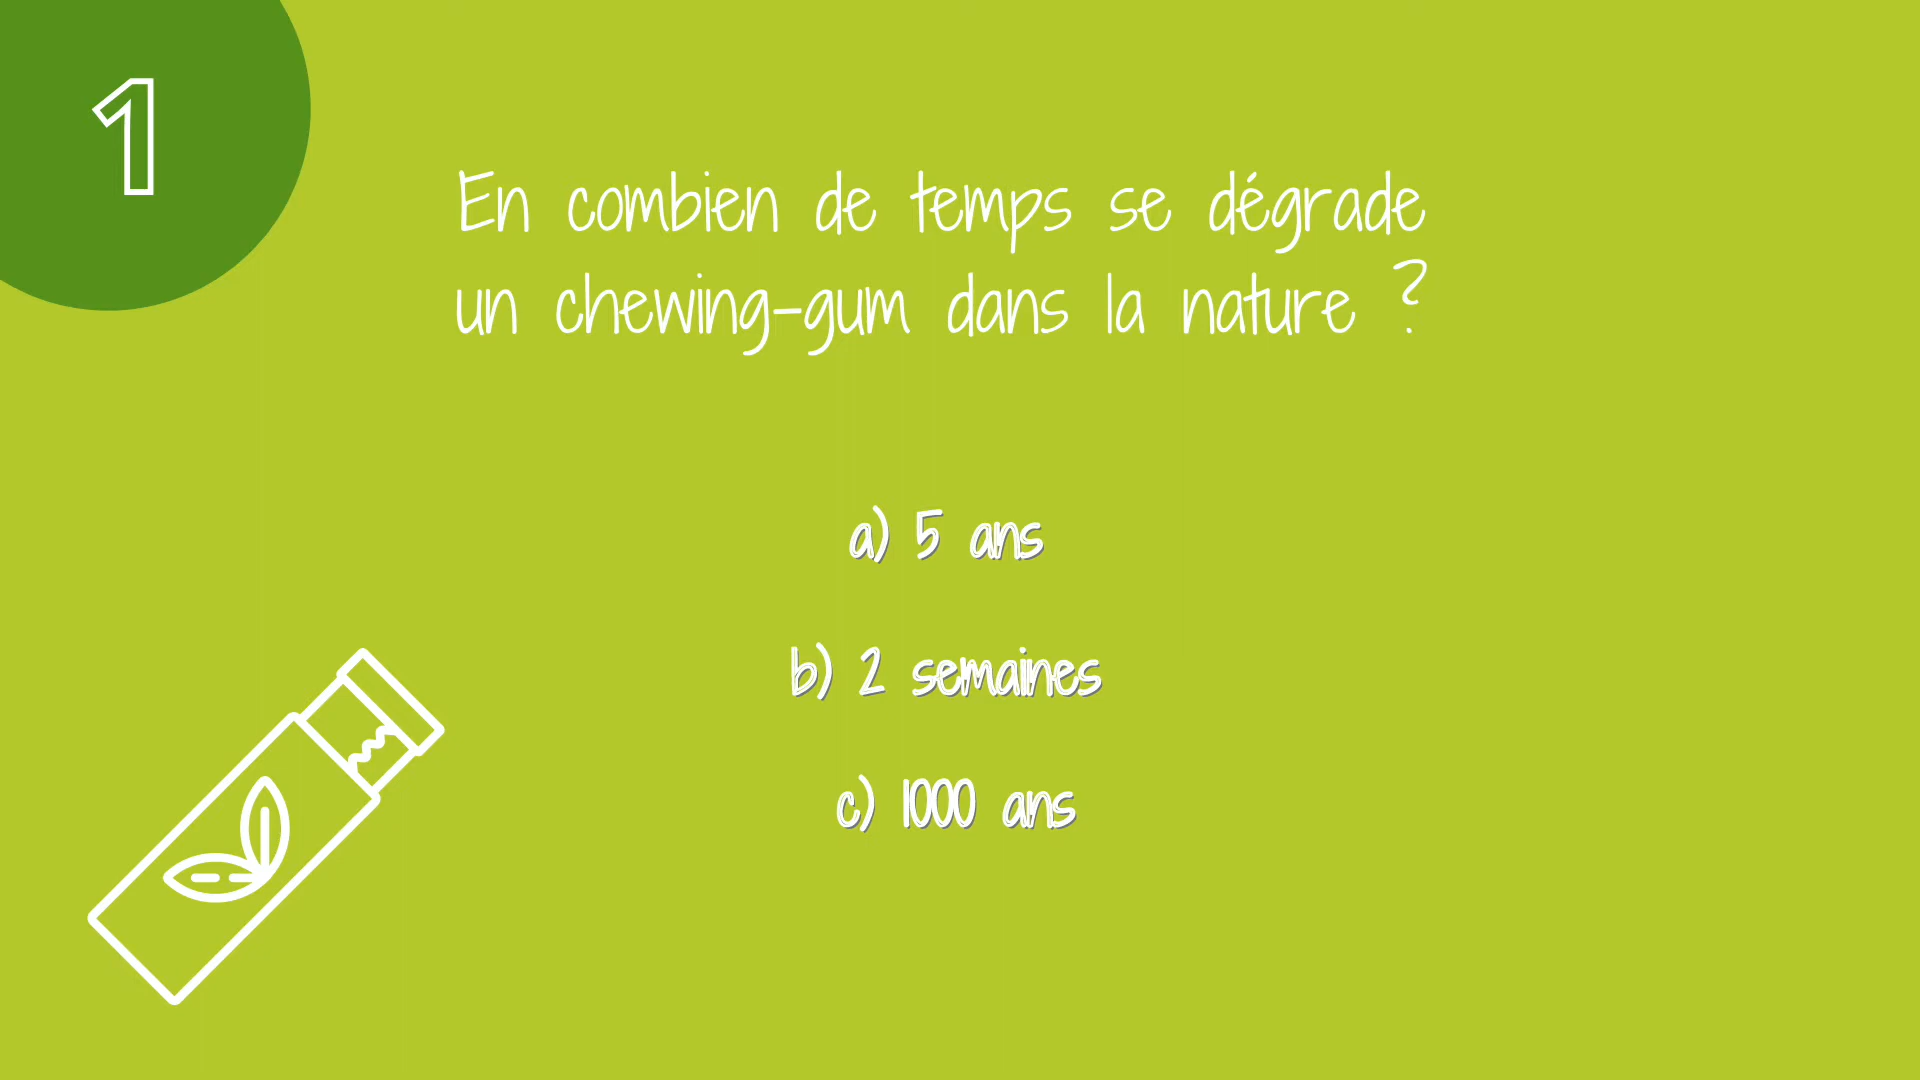 1
En combien de temps se dégrade
un chewing-gum dans la nature ?
a) 5 ans
b) 2 semaines
c) 1000 ans